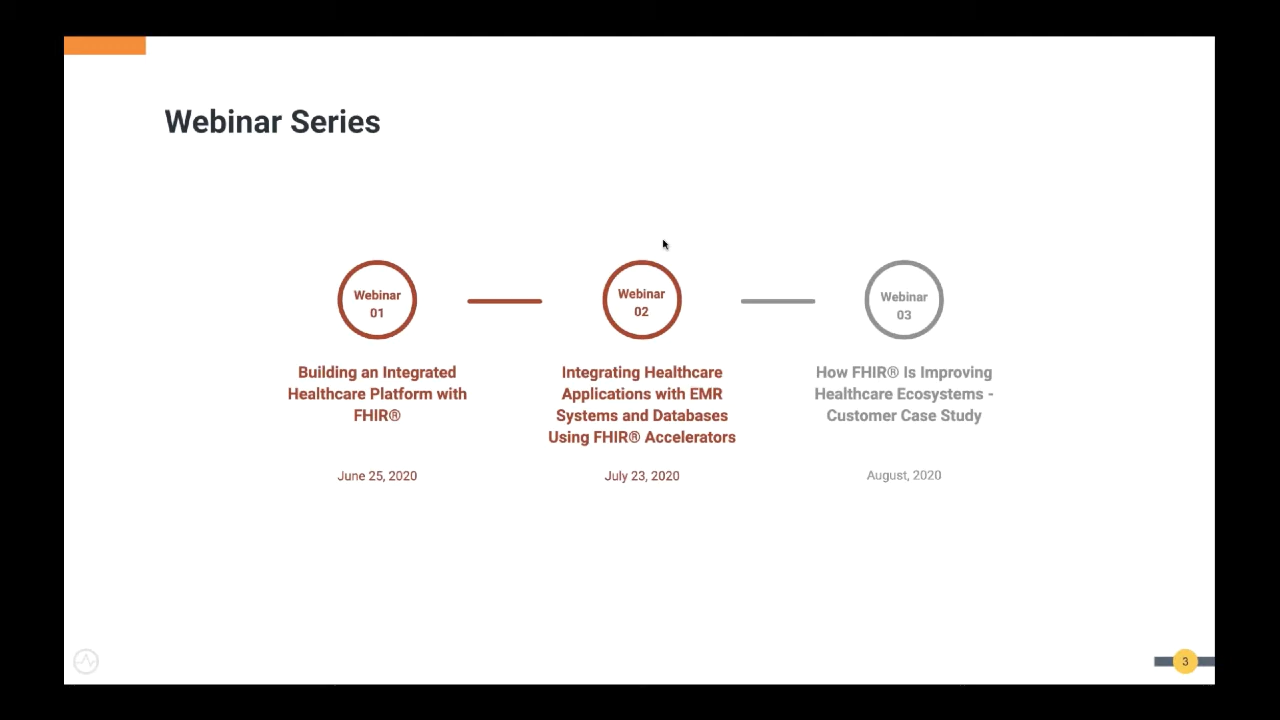 Webinar Series
Webinar
01
Building an Integrated
Healthcare Platform with
FHIR®
June 25, 2020
Webinar
02
Integrating Healthcare
Applications with EMR
Systems and Databases
Using FHIR® Accelerators
July 23, 2020
Webinar
03
How FHIR® Is Improving
Healthcare Ecosystems -
Customer Case Study
August, 2020
3